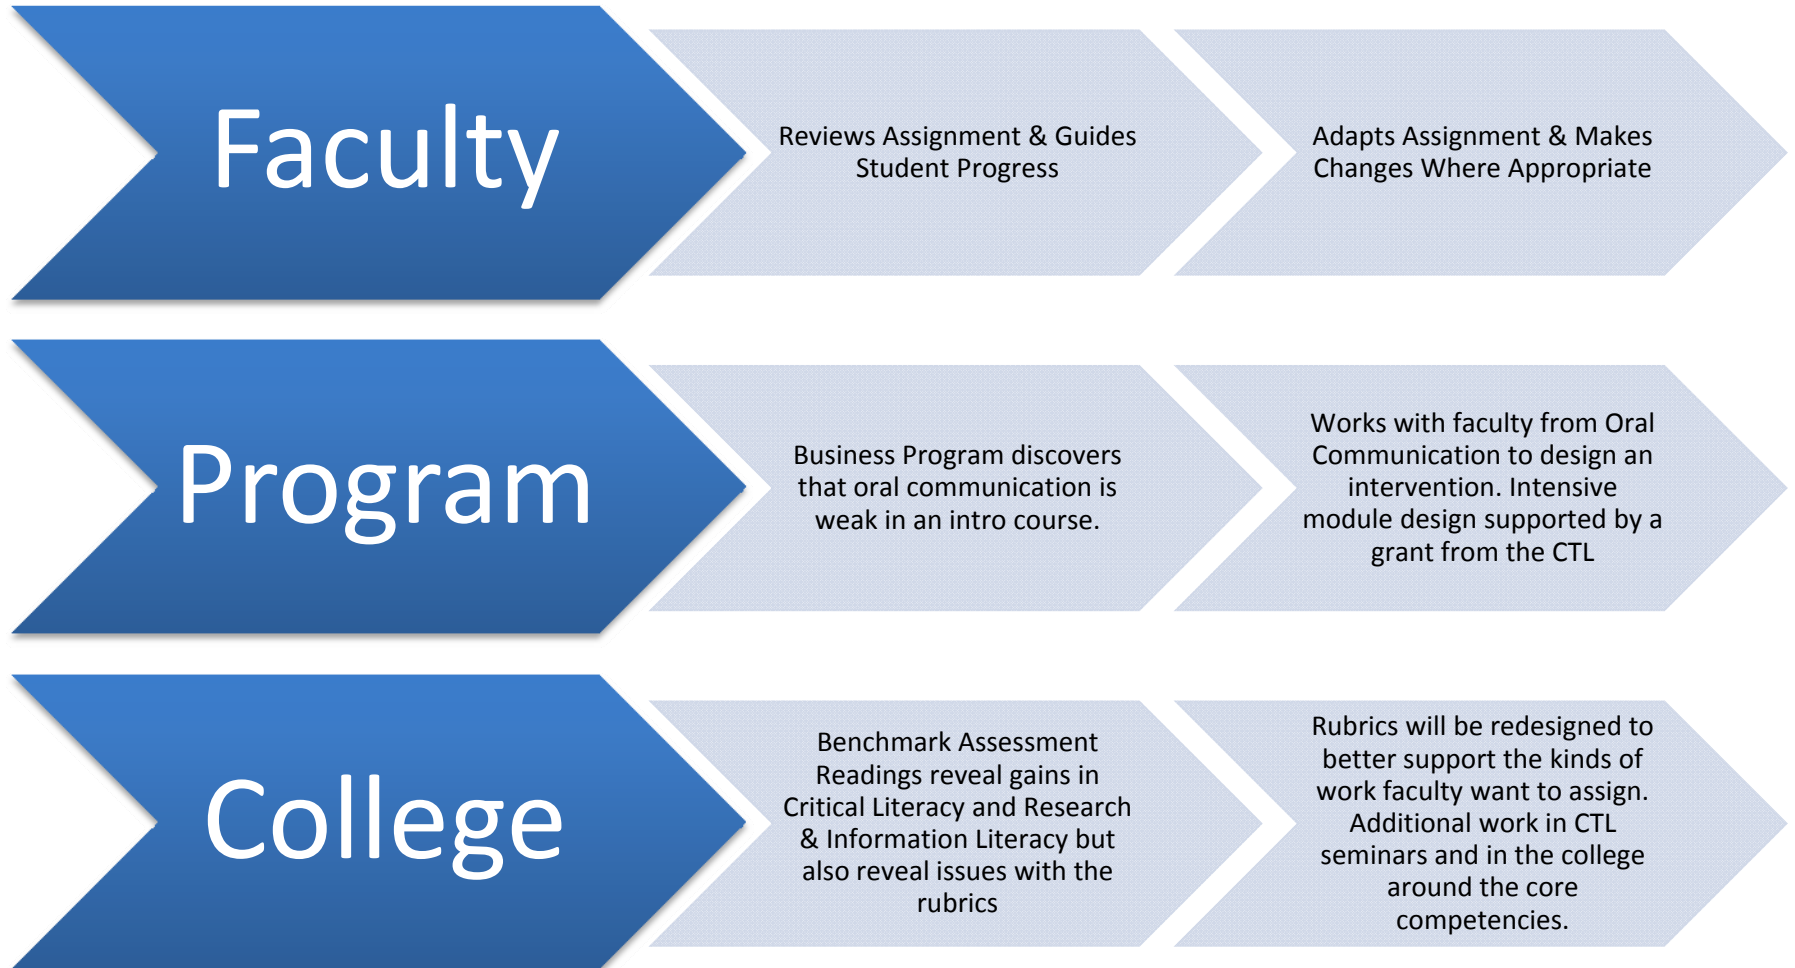 Faculty
Reviews Assignment & Guides
Student Progress
Adapts Assignment & Makes
Changes Where Appropriate
Program
Business Program discovers
that oral communication is
weak in an intro course.
Works with faculty from Oral
Communication to design an
intervention. Intensive
module design supported by a
grant from the CTL
College
Benchmark Assessment
Readings reveal gains in
Critical Literacy and Research
& Information Literacy but
also reveal issues with the
rubrics
Rubrics will be redesigned to
better support the kinds of
work faculty want to assign.
Additional work in CTL
seminars and in the college
around the core
competencies.